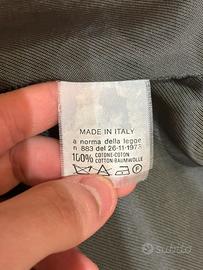 MADE IN ITALY
a norma della legge
n 883 del 26-11-1973
100% COTONE-COTON
COTTON-BAUMWOLLE
subito